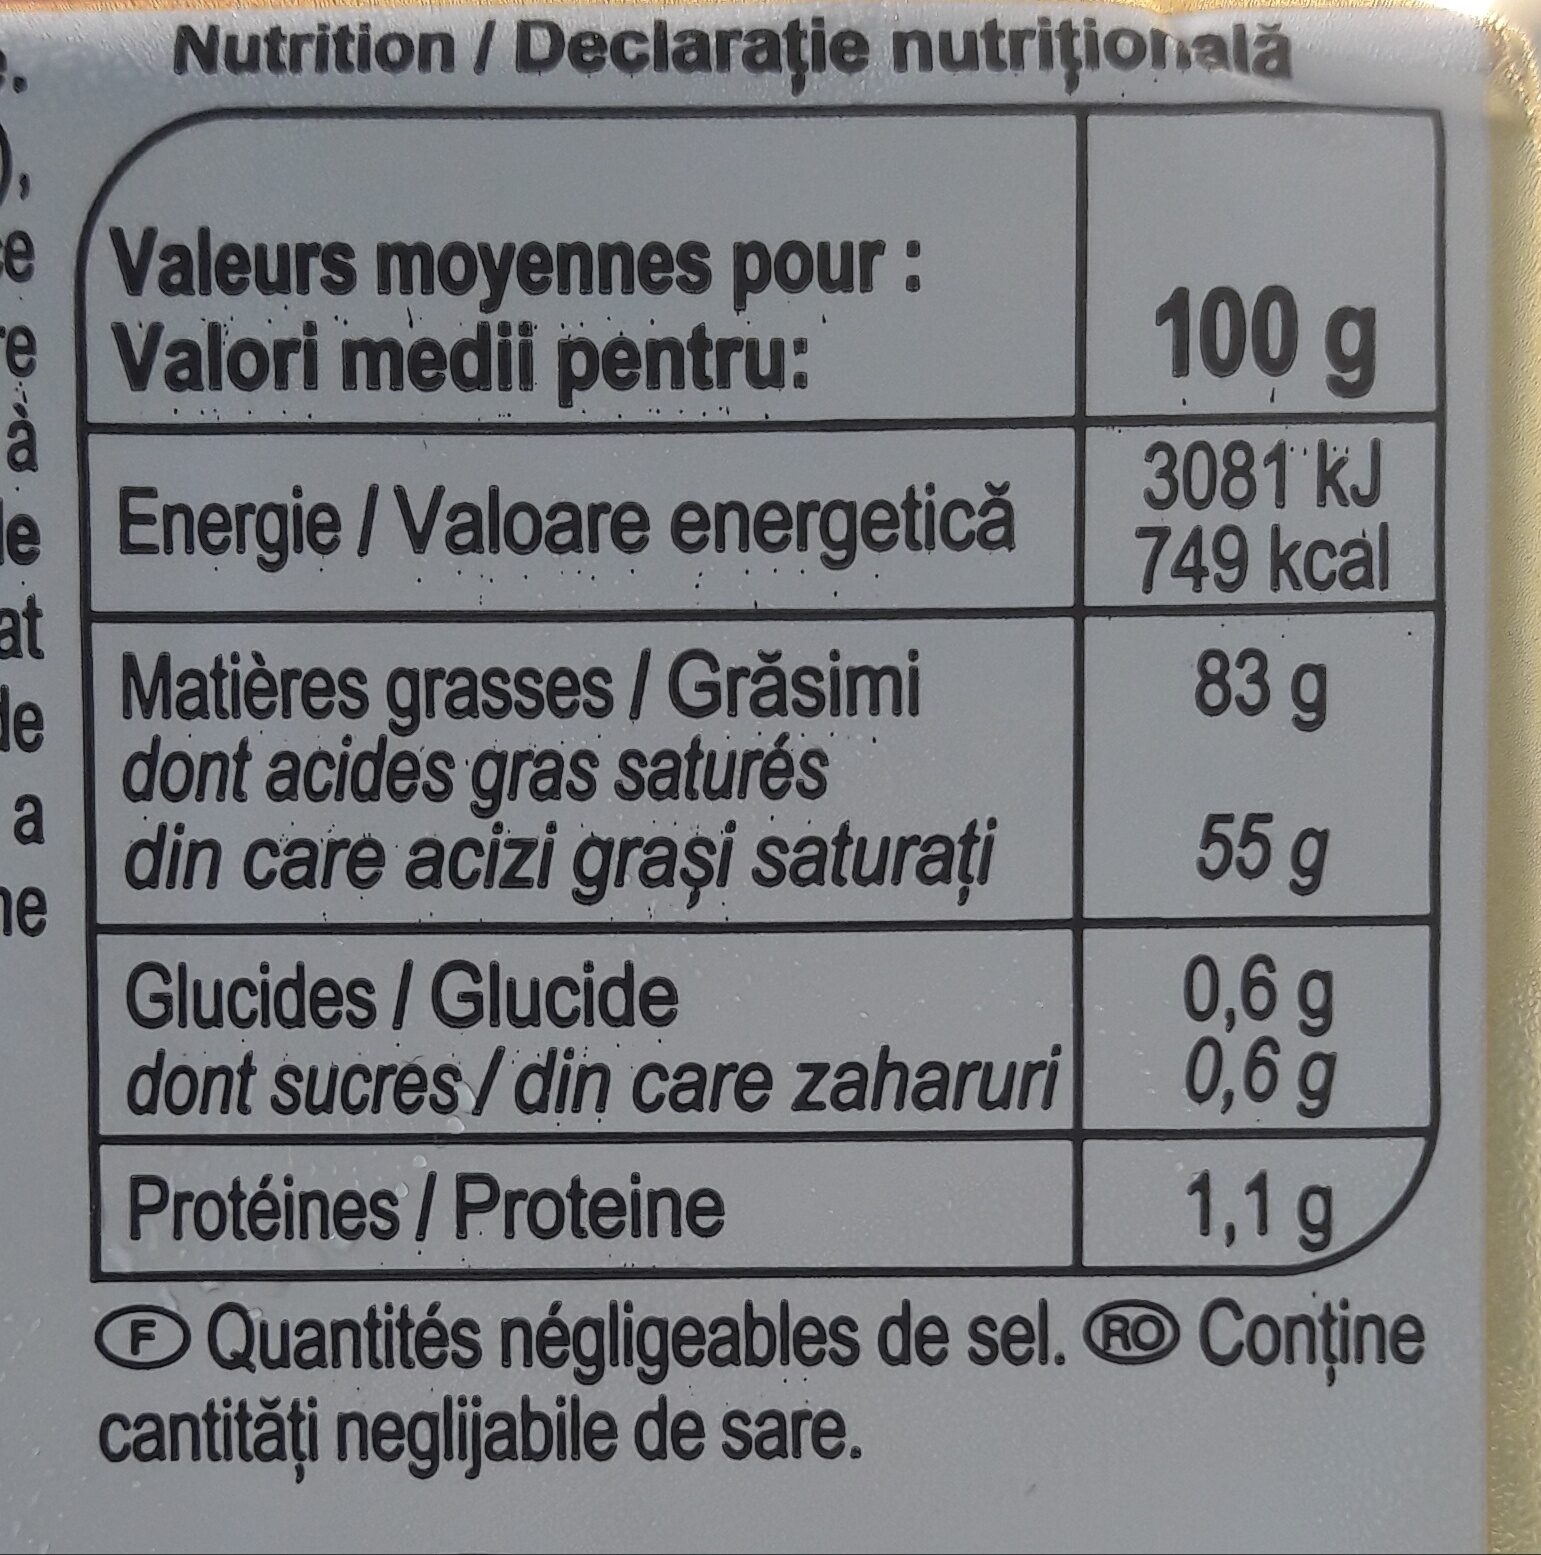 Nutrition / Declarație nutrițională
Valeurs moyennes pour :
Valori medii pentru:
100 g
Energie / Valoare energetică
3081 kJ
749 kcal
Matières grasses / Grăsimi
83 g
dont acides gras saturés
din care acizi grași saturați
55 g
Glucides / Glucide
0,6 g
dont sucres / din care zaharuri
0,6 g
Protéines / Proteine
1,1 g
F Quantités négligeables de sel. RO Conține
cantități neglijabile de sare.